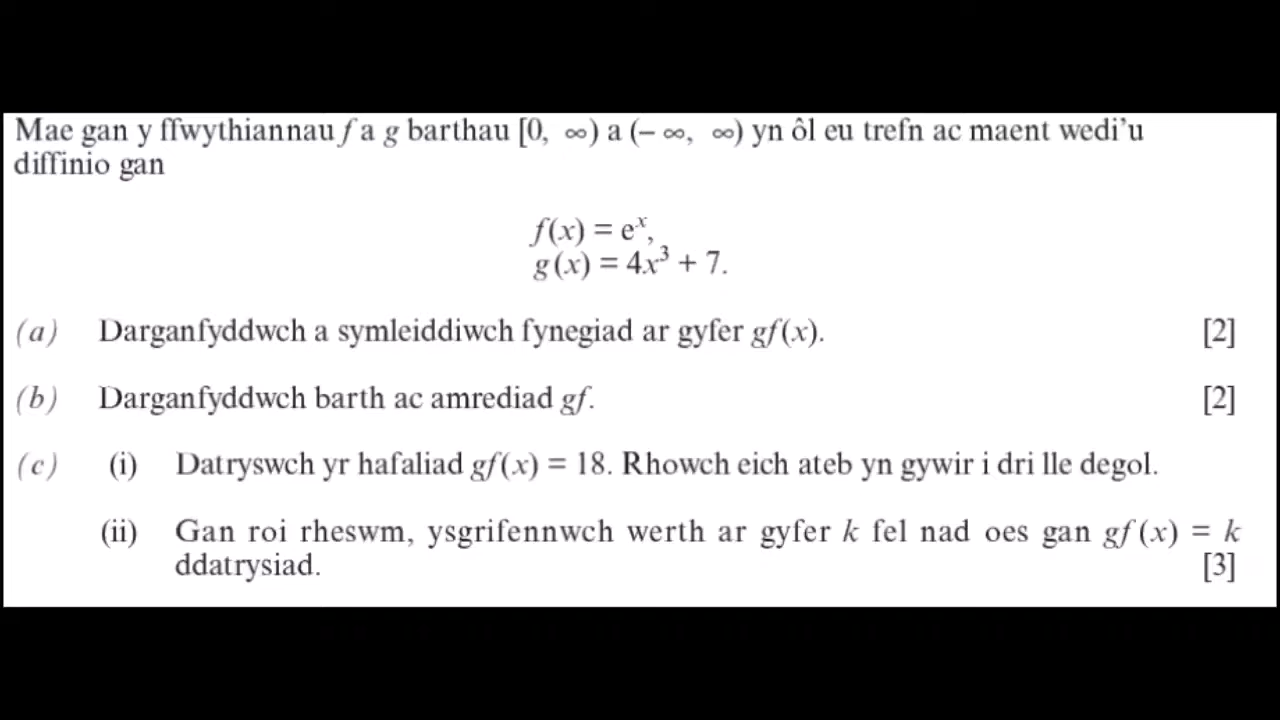 Mae gan y ffwythiannau f a g barthau [0, ∞) a (– ∞, ∞) yn ôl eu trefn ac maent wedi’u
diffinio gan
f(x) = eˣ,
g(x) = 4x³ + 7.
(a) Darganfyddwch a symleiddiwch fynegiad ar gyfer gf(x). [2]
(b) Darganfyddwch barth ac amrediad gf. [2]
(c) (i) Datryswch yr hafaliad gf(x) = 18. Rhowch eich ateb yn gywir i dri lle degol.
(ii) Gan roi rheswm, ysgrifennwch werth ar gyfer k fel nad oes gan gf(x) = k
ddatrysiad. [3]